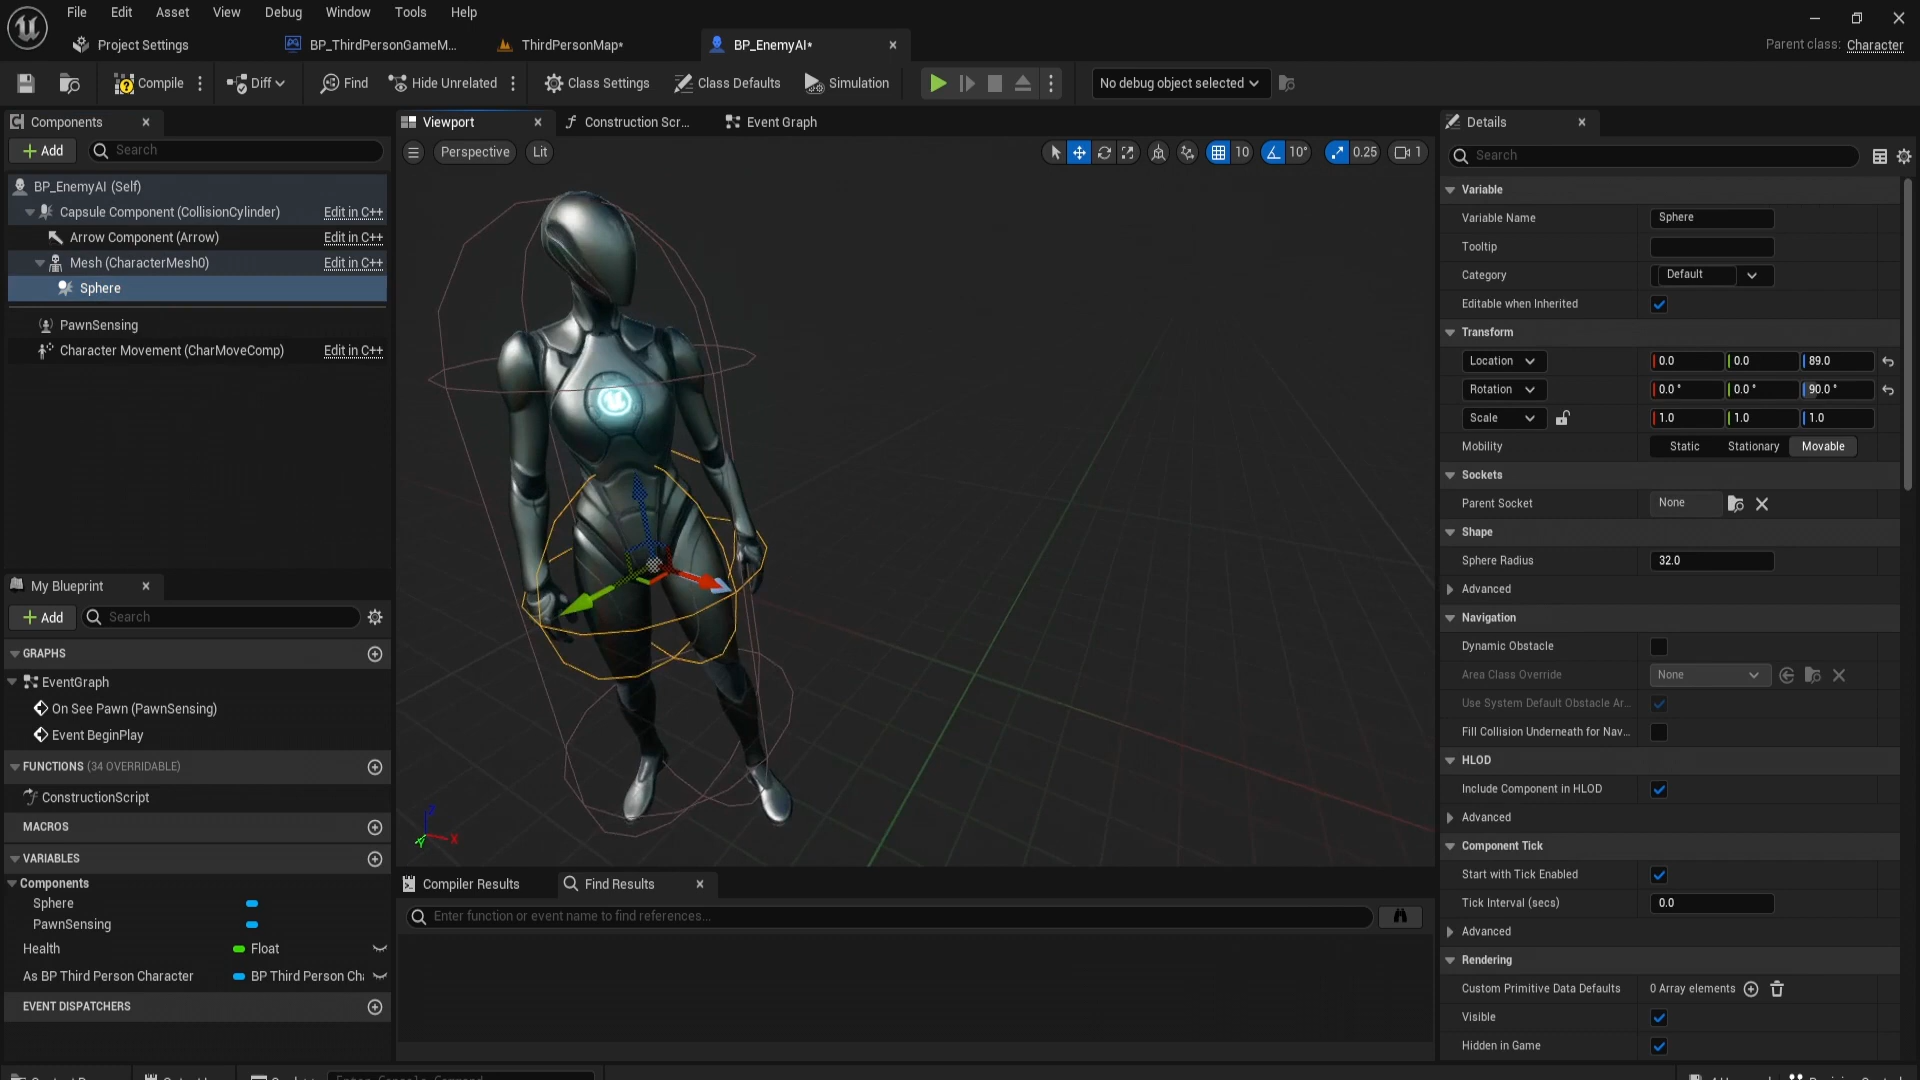 File Edit Asset View Debug Window Tools Help
Project Settings BP_ThirdPersonGameM... ThirdPersonMap* BP_EnemyAI* Parent class: Character
Compile Diff Find Hide Unrelated Class Settings Class Defaults Simulation No debug object selected
Components
Add Search
BP_EnemyAI (Self)
Capsule Component (CollisionCylinder) Edit in C++
Arrow Component (Arrow) Edit in C++
Mesh (CharacterMesh0) Edit in C++
Sphere
PawnSensing
Character Movement (CharMoveComp) Edit in C++
My Blueprint
Add Search
GRAPHS
EventGraph
On See Pawn (PawnSensing)
Event BeginPlay
FUNCTIONS (34 OVERRIDABLE)
ConstructionScript
MACROS
VARIABLES
Components
Sphere
PawnSensing
Health Float
As BP Third Person Character BP Third Person Ch
EVENT DISPATCHERS
Viewport Construction Scr... Event Graph
Perspective Lit 10 10° 0.25 1
Z
X
Y
Compiler Results Find Results
Enter function or event name to find references...
Details
Search
Variable
Variable Name Sphere
Tooltip
Category Default
Editable when Inherited
Transform
Location 0.0 0.0 89.0
Rotation 0.0 ° 0.0 ° 90.0 °
Scale 1.0 1.0 1.0
Mobility Static Stationary Movable
Sockets
Parent Socket None
Shape
Sphere Radius 32.0
Advanced
Navigation
Dynamic Obstacle
Area Class Override None
Use System Default Obstacle Ar...
Fill Collision Underneath for Nav...
HLOD
Include Component in HLOD
Advanced
Component Tick
Start with Tick Enabled
Tick Interval (secs) 0.0
Advanced
Rendering
Custom Primitive Data Defaults 0 Array elements
Visible
Hidden in Game
Enter Console Command